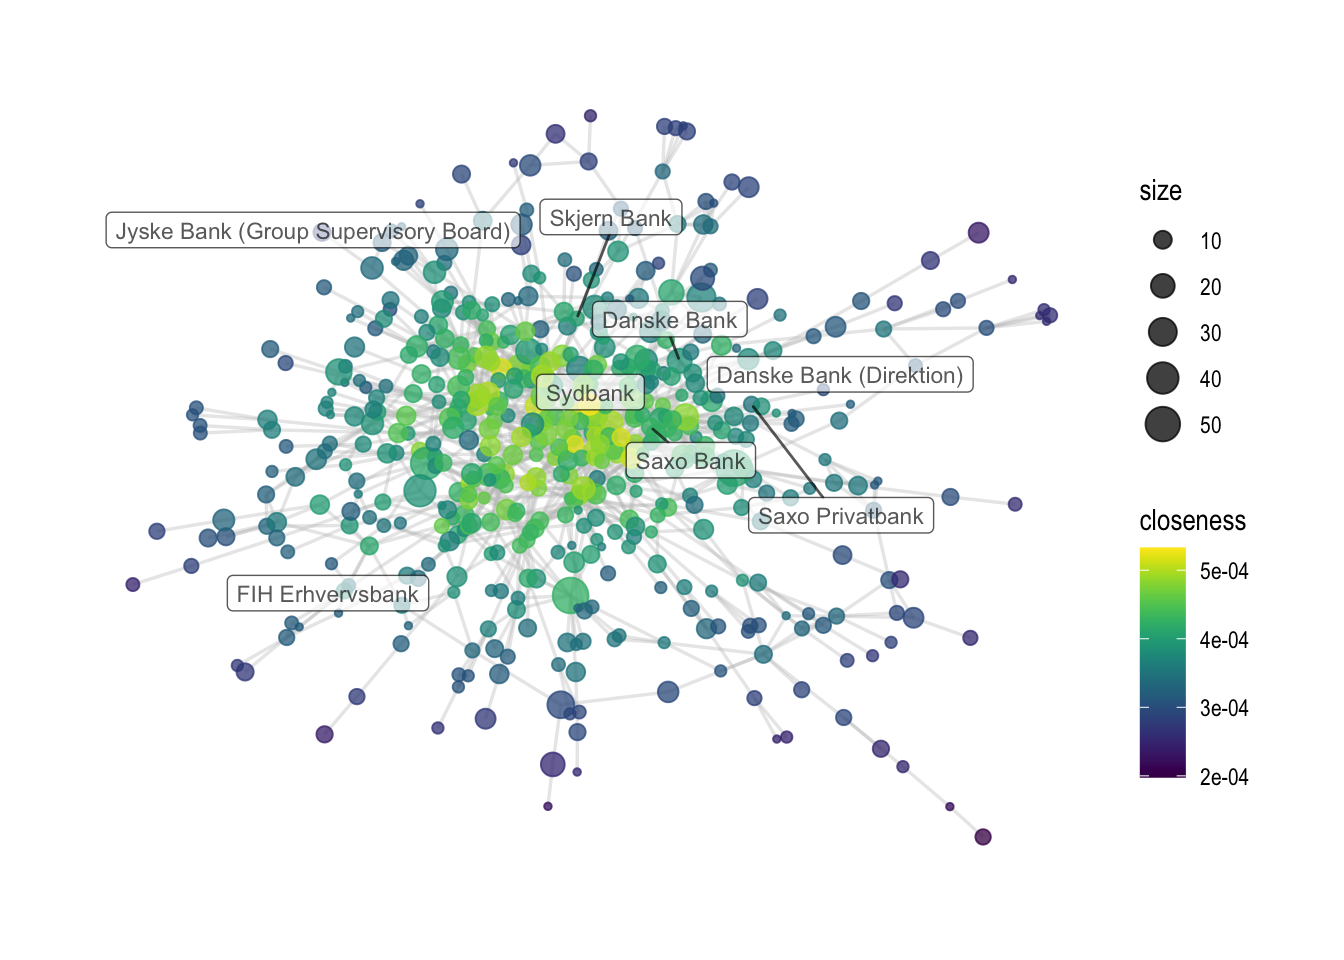 Skjern Bank
Jyske Bank (Group Supervisory Board)
Danske Bank
Danske Bank (Direktion)
Sydbank
Saxo Bank
Saxo Privatbank
FIH Erhvervsbank
size
10
20
30
40
50
closeness
5e-04
4e-04
3e-04
2e-04